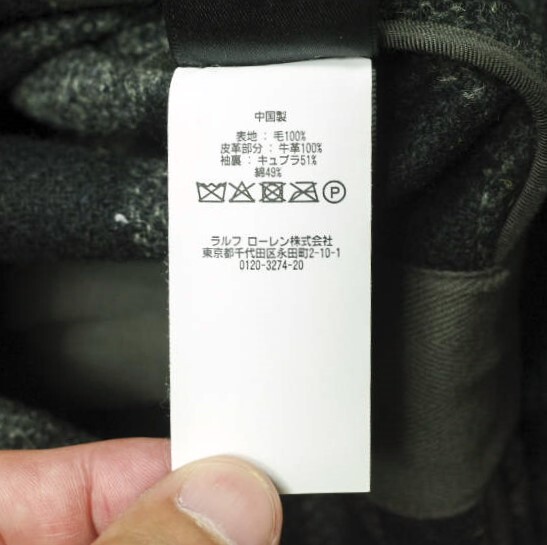 中国製
表地 : 毛100%
皮革部分 : 牛革100%
袖裏 : キュプラ51%
綿49%
P
ラルフ ローレン株式会社
東京都千代田区永田町2-10-1
0120-3274-20